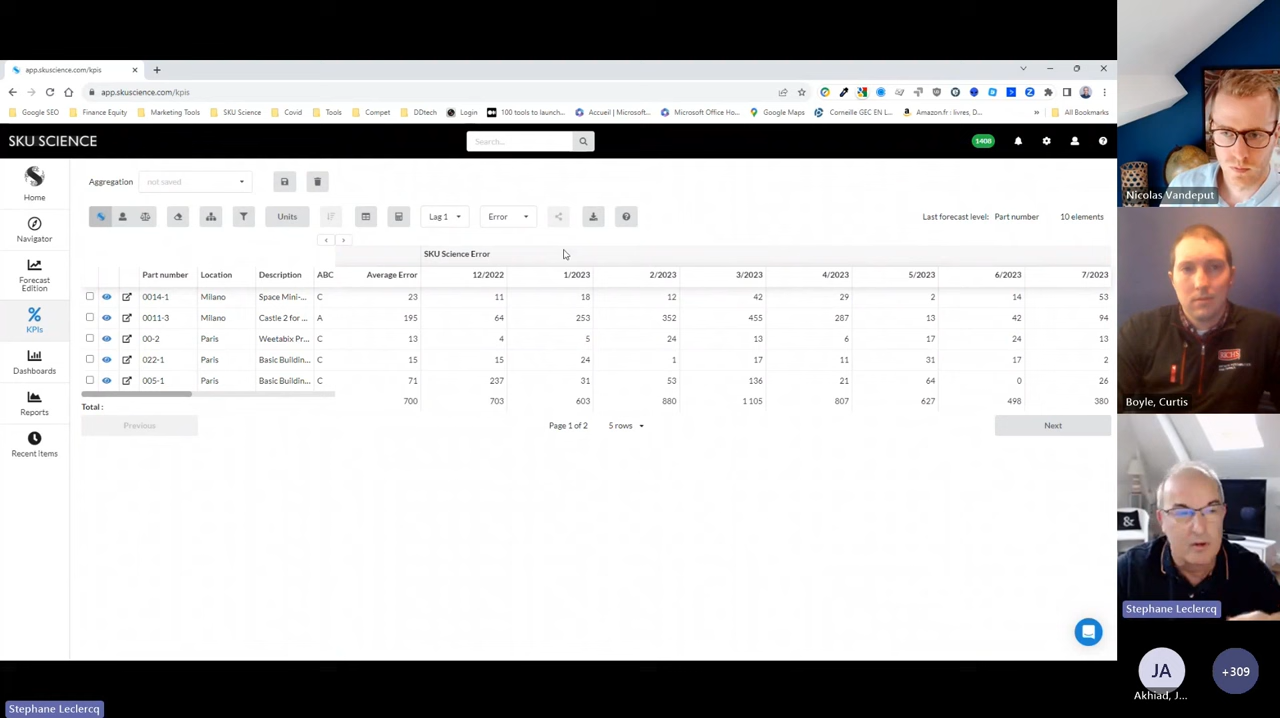 app.skuscience.com/kpis
app.skuscience.com/kpis
Google SEO Finance Equity Marketing Tools SKU Science Covid Tools Compet DDtech Login 100 tools to launch... Accueil | Microsoft... Microsoft Office Ho... Google Maps Corneille GEC EN L... Amazon.fr : livres, D... » All Bookmarks
SKU SCIENCE
Search...
1408
Home
Navigator
Forecast
Edition
KPIs
Dashboards
Reports
Recent Items
Aggregation not saved
Units Lag 1 Error Last forecast level: Part number 10 elements
SKU Science Error
Part number Location Description ABC Average Error 12/2022 1/2023 2/2023 3/2023 4/2023 5/2023 6/2023 7/2023
0014-1 Milano Space Mini-... C 23 11 18 12 42 29 2 14 53
0011-3 Milano Castle 2 for ... A 195 64 253 352 455 287 13 42 94
00-2 Paris Weetabix Pr... C 13 4 5 24 13 6 17 24 13
022-1 Paris Basic Buildin... C 15 15 24 1 17 11 31 17 2
005-1 Paris Basic Buildin... C 71 237 31 53 136 21 64 0 26
Total : 700 703 603 880 1 105 807 627 498 380
Previous Page 1 of 2 5 rows Next
Nicolas Vandeput
Boyle, Curtis
&
Stephane Leclercq
JA
Akhiad, J...
+309
Stephane Leclercq